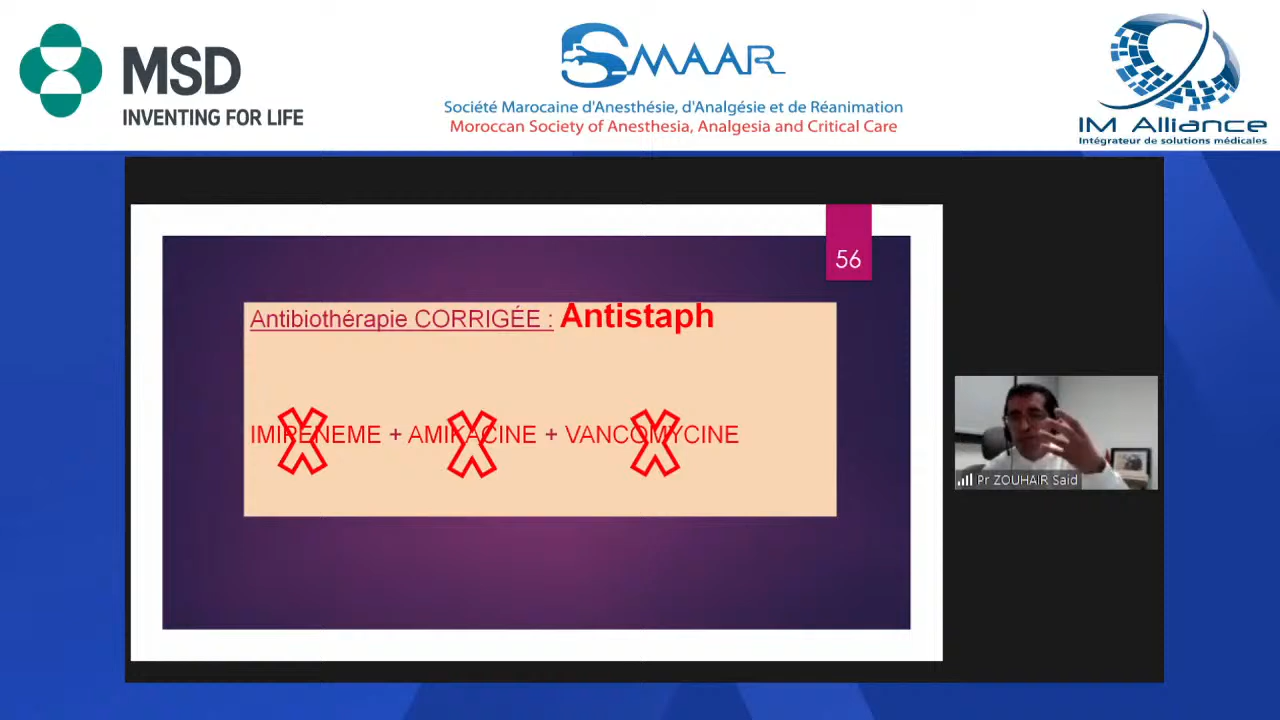 MSD
INVENTING FOR LIFE
SMAAR
Société Marocaine d'Anesthésie, d'Analgésie et de Réanimation
Moroccan Society of Anesthesia, Analgesia and Critical Care
IM Alliance
Intégrateur de solutions médicales
56
Antibiothérapie CORRIGÉE : Antistaph
IMIPENEME + AMIKACINE + VANCOMYCINE
Pr ZOUHAIR Said